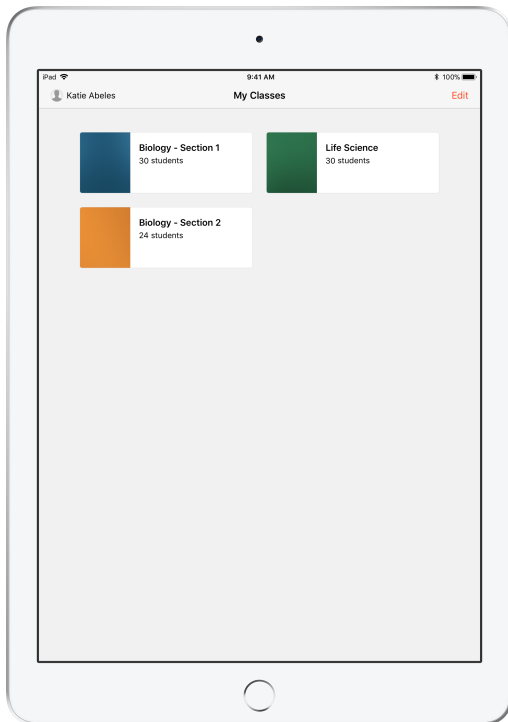 iPad 9:41 AM 100%
Katie Abeles My Classes Edit
Biology - Section 1
30 students
Life Science
30 students
Biology - Section 2
24 students